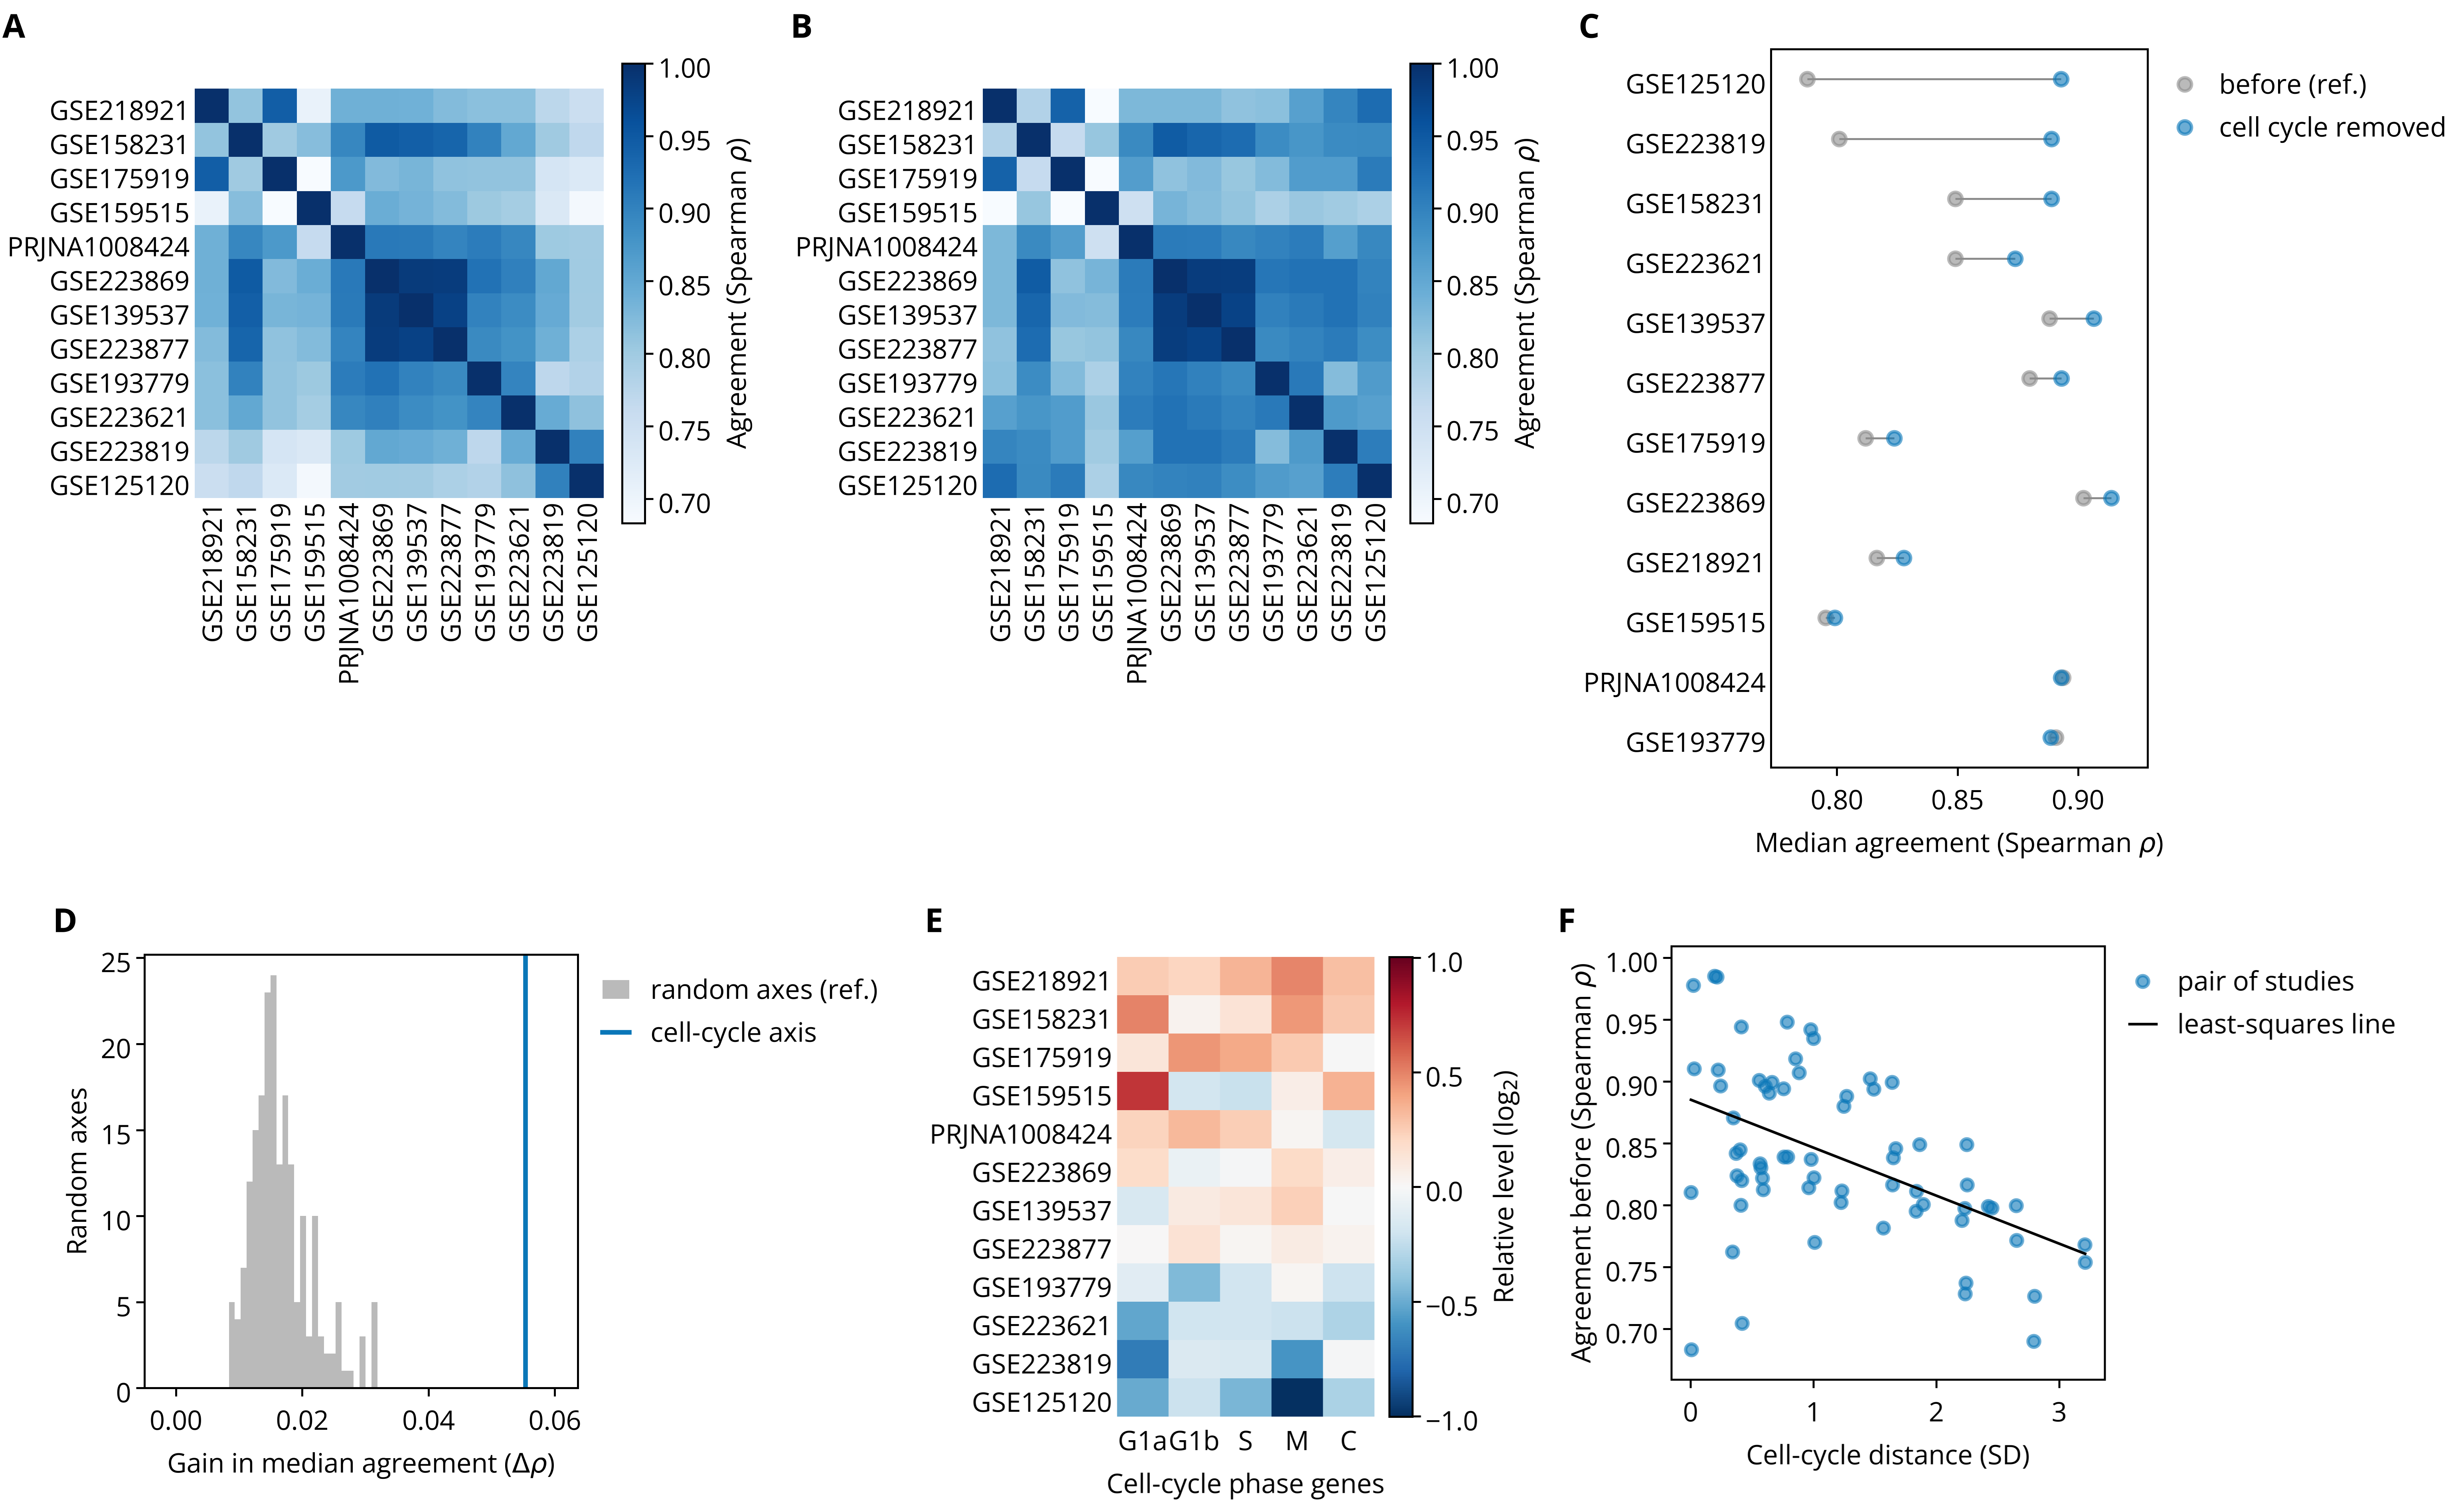 A
GSE218921
GSE158231
GSE175919
GSE159515
PRJNA1008424
GSE223869
GSE139537
GSE223877
GSE193779
GSE223621
GSE223819
GSE125120
GSE218921
GSE158231
GSE175919
GSE159515
PRJNA1008424
GSE223869
GSE139537
GSE223877
GSE193779
GSE223621
GSE223819
GSE125120
1.00
0.95
0.90
0.85
0.80
0.75
0.70
Agreement (Spearman ρ)
B
GSE218921
GSE158231
GSE175919
GSE159515
PRJNA1008424
GSE223869
GSE139537
GSE223877
GSE193779
GSE223621
GSE223819
GSE125120
GSE218921
GSE158231
GSE175919
GSE159515
PRJNA1008424
GSE223869
GSE139537
GSE223877
GSE193779
GSE223621
GSE223819
GSE125120
1.00
0.95
0.90
0.85
0.80
0.75
0.70
Agreement (Spearman ρ)
C
GSE125120
GSE223819
GSE158231
GSE223621
GSE139537
GSE223877
GSE175919
GSE223869
GSE218921
GSE159515
PRJNA1008424
GSE193779
0.80 0.85 0.90
Median agreement (Spearman ρ)
before (ref.)
cell cycle removed
D
25
20
15
10
5
0
Random axes
0.00 0.02 0.04 0.06
Gain in median agreement (Δρ)
random axes (ref.)
cell-cycle axis
E
GSE218921
GSE158231
GSE175919
GSE159515
PRJNA1008424
GSE223869
GSE139537
GSE223877
GSE193779
GSE223621
GSE223819
GSE125120
G1a G1b S M C
Cell-cycle phase genes
1.0
0.5
0.0
−0.5
−1.0
Relative level (log₂)
F
1.00
0.95
0.90
0.85
0.80
0.75
0.70
Agreement before (Spearman ρ)
0 1 2 3
Cell-cycle distance (SD)
pair of studies
least-squares line